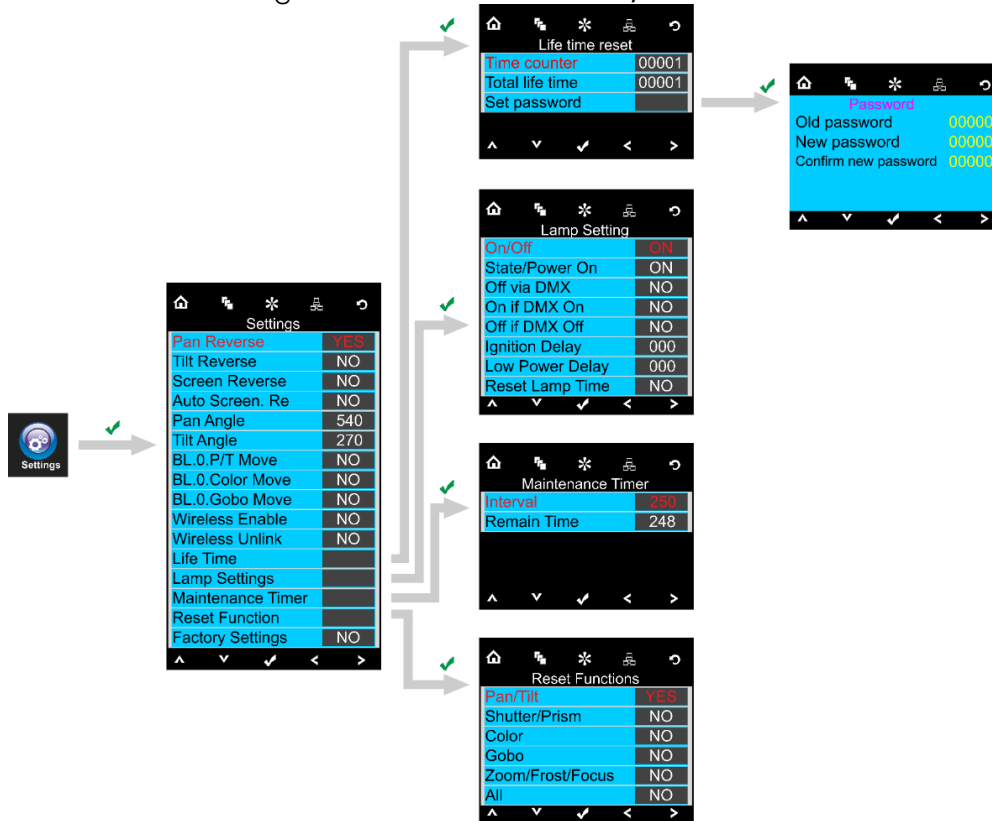 Settings
Settings
Pan Reverse YES
Tilt Reverse NO
Screen Reverse NO
Auto Screen. Re NO
Pan Angle 540
Tilt Angle 270
BL.0.P/T Move NO
BL.0.Color Move NO
BL.0.Gobo Move NO
Wireless Enable NO
Wireless Unlink NO
Life Time
Lamp Settings
Maintenance Timer
Reset Function
Factory Settings NO
Life time reset
Time counter 00001
Total life time 00001
Set password
Password
Old password 00000
New password 00000
Confirm new password 00000
Lamp Setting
On/Off ON
State/Power On ON
Off via DMX NO
On if DMX On NO
Off if DMX Off NO
Ignition Delay 000
Low Power Delay 000
Reset Lamp Time NO
Maintenance Timer
Interval 250
Remain Time 248
Reset Functions
Pan/Tilt YES
Shutter/Prism NO
Color NO
Gobo NO
Zoom/Frost/Focus NO
All NO